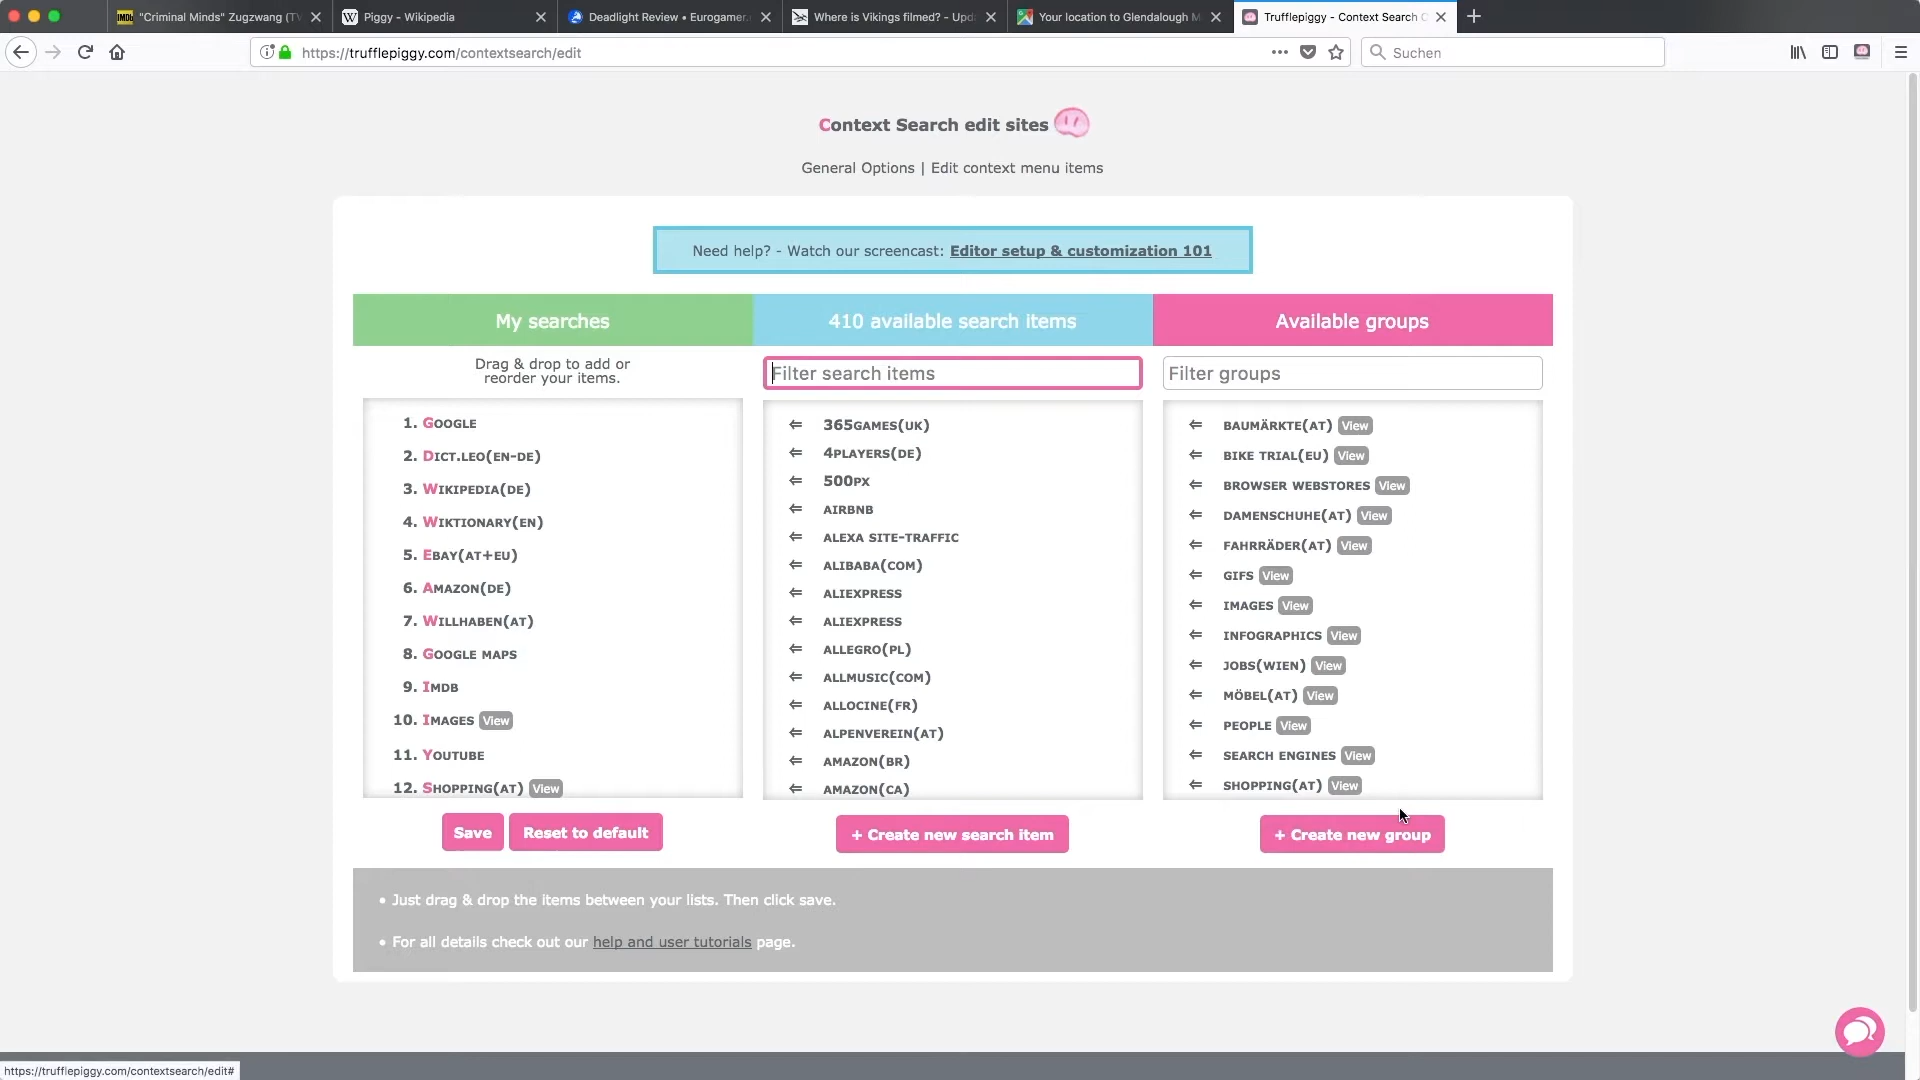 "Criminal Minds" Zugzwang (TV
Piggy - Wikipedia
Deadlight Review • Eurogamer.
Where is Vikings filmed? - Upd
Your location to Glendalough M
Trufflepiggy - Context Search O
https://trufflepiggy.com/contextsearch/edit
Suchen
Context Search edit sites
General Options | Edit context menu items
Need help? - Watch our screencast: Editor setup & customization 101
My searches
410 available search items
Available groups
Drag & drop to add or
reorder your items.
Filter search items
Filter groups
1. Google
2. Dict.leo(en-de)
3. Wikipedia(de)
4. Wiktionary(en)
5. Ebay(at+eu)
6. Amazon(de)
7. Willhaben(at)
8. Google maps
9. Imdb
10. Images View
11. Youtube
12. Shopping(at) View
⇐ 365games(uk)
⇐ 4players(de)
⇐ 500px
⇐ airbnb
⇐ alexa site-traffic
⇐ alibaba(com)
⇐ aliexpress
⇐ aliexpress
⇐ allegro(pl)
⇐ allmusic(com)
⇐ allocine(fr)
⇐ alpenverein(at)
⇐ amazon(br)
⇐ amazon(ca)
⇐ baumärkte(at) View
⇐ bike trial(eu) View
⇐ browser webstores View
⇐ damenschuhe(at) View
⇐ fahrräder(at) View
⇐ gifs View
⇐ images View
⇐ infographics View
⇐ jobs(wien) View
⇐ möbel(at) View
⇐ people View
⇐ search engines View
⇐ shopping(at) View
Save
Reset to default
+ Create new search item
+ Create new group
• Just drag & drop the items between your lists. Then click save.
• For all details check out our help and user tutorials page.
https://trufflepiggy.com/contextsearch/edit#